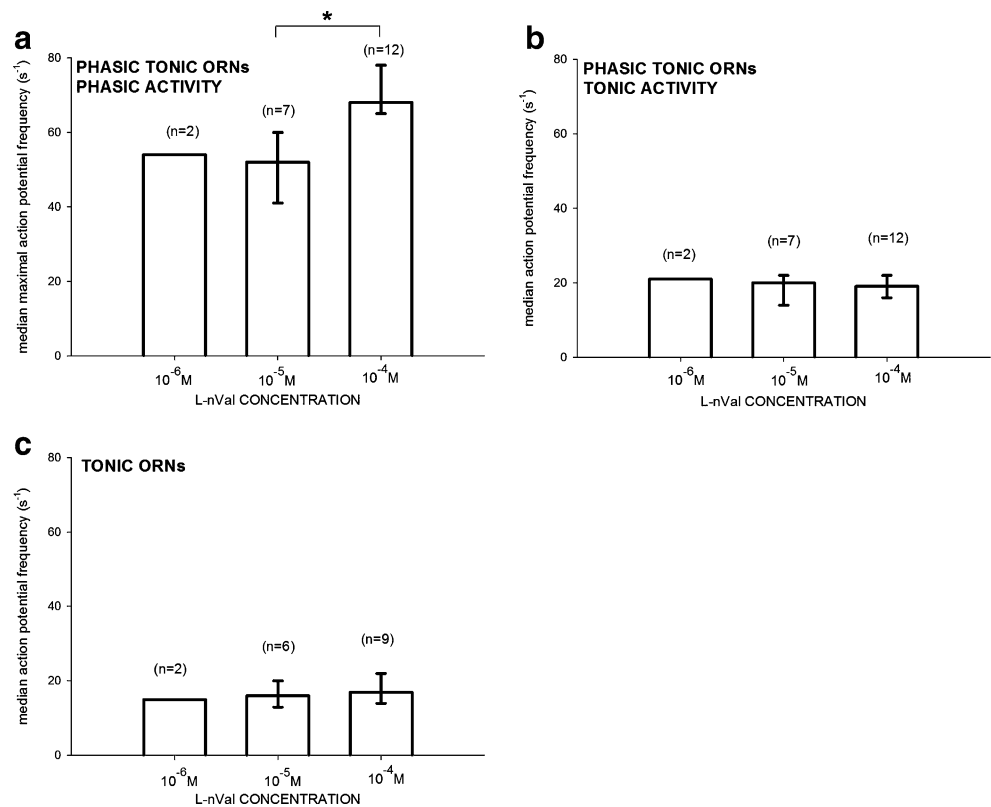 a
*
PHASIC TONIC ORNs
PHASIC ACTIVITY
median maximal action potential frequency (s⁻¹)
80
60
40
20
0
(n=2)
(n=7)
(n=12)
10⁻⁶M
10⁻⁵M
10⁻⁴M
L-nVal CONCENTRATION
b
PHASIC TONIC ORNs
TONIC ACTIVITY
median action potential frequency (s⁻¹)
80
60
40
20
0
(n=2)
(n=7)
(n=12)
10⁻⁶M
10⁻⁵M
10⁻⁴M
L-nVal CONCENTRATION
c
TONIC ORNs
median action potential frequency (s⁻¹)
80
60
40
20
0
(n=2)
(n=6)
(n=9)
10⁻⁶M
10⁻⁵M
10⁻⁴M
L-nVal CONCENTRATION